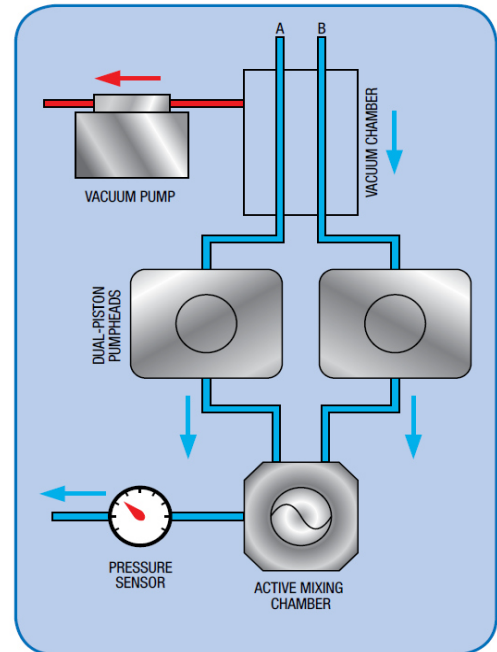 A B
VACUUM CHAMBER
VACUUM PUMP
DUAL-PISTON
PUMPHEADS
PRESSURE
SENSOR
ACTIVE MIXING
CHAMBER